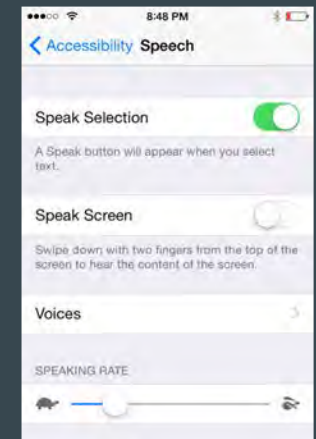 8:48 PM
Accessibility Speech
Speak Selection
A Speak button will appear when you select
text.
Speak Screen
Swipe down with two fingers from the top of the
screen to hear the content of the screen.
Voices
SPEAKING RATE